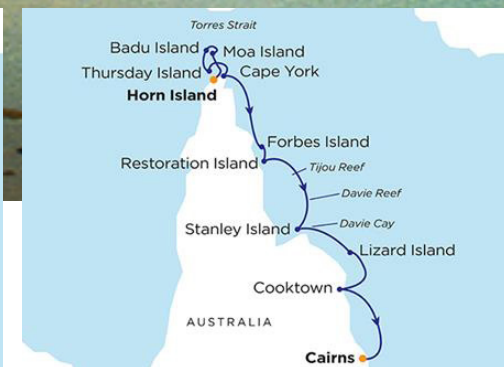 Torres Strait
Badu Island
Moa Island
Thursday Island
Cape York
Horn Island
Forbes Island
Restoration Island
Tijou Reef
Davie Reef
Stanley Island
Davie Cay
Lizard Island
Cooktown
AUSTRALIA
Cairns